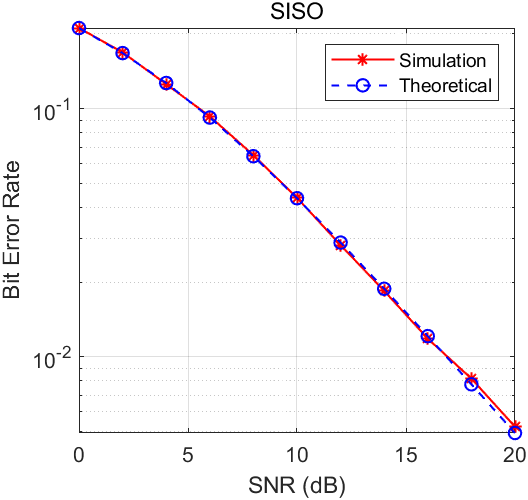 SISO
Simulation
Theoretical
10-1
10-2
Bit Error Rate
0
5
10
15
20
SNR (dB)